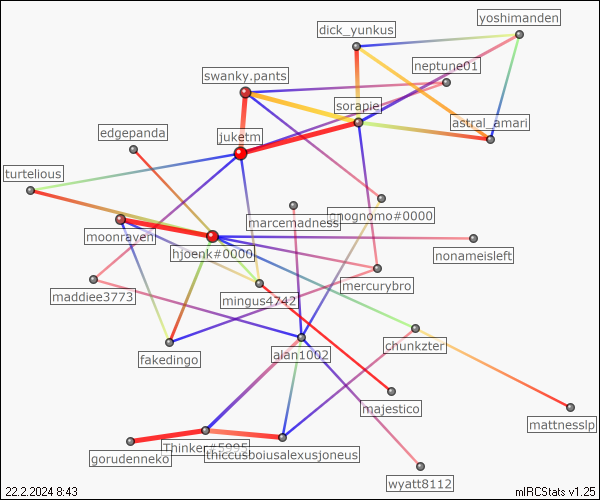 yoshimanden
dick_yunkus
neptune01
swanky.pants
sorapie
astral_amari
edgepanda
juketm
turtelious
marcemadness
gnognomo#0000
moonraven
hjoenk#0000
nonameisleft
mercurybro
maddiee3773
mingus4742
chunkzter
fakedingo
alan1002
majestico
mattnesslp
Thinker#5995
thiccusboiusalexusjoneus
gorudenneko
wyatt8112
22.2.2024 8:43
mIRCStats v1.25